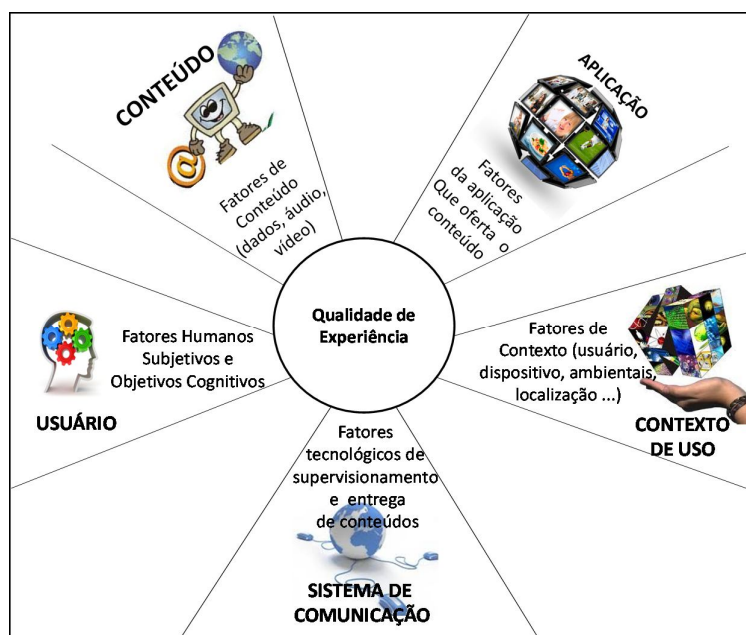 CONTEÚDO
Fatores de
Conteúdo
(dados, áudio,
vídeo)
APLICAÇÃO
Fatores
da aplicação
Que oferta o
conteúdo
Qualidade de
Experiência
Fatores Humanos
Subjetivos e
Objetivos Cognitivos
USUÁRIO
Fatores de
Contexto (usuário,
dispositivo, ambientais,
localização ...)
CONTEXTO
DE USO
Fatores
tecnológicos de
supervisionamento
e entrega
de conteúdos
SISTEMA DE
COMUNICAÇÃO